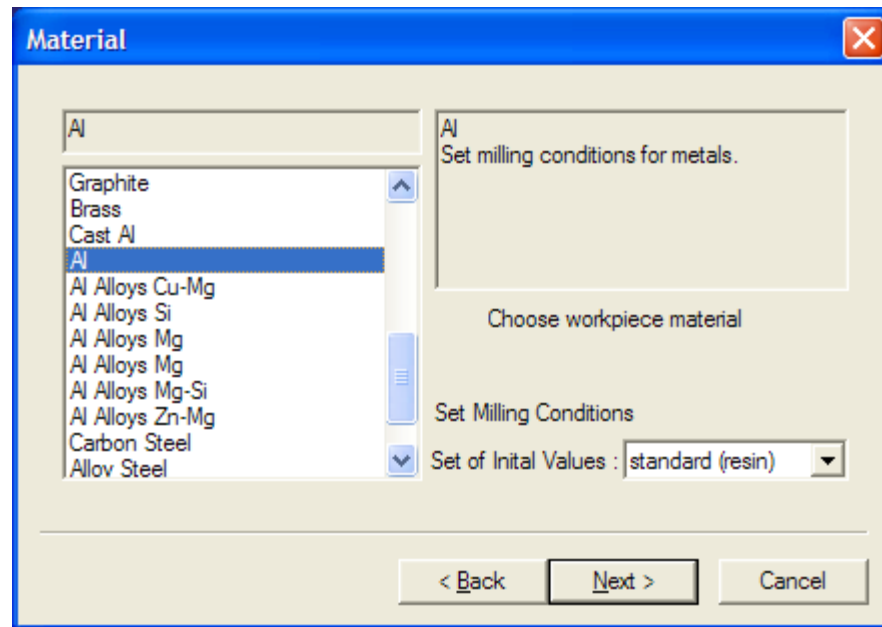 Material
Al
Graphite
Brass
Cast Al
Al
Al Alloys Cu-Mg
Al Alloys Si
Al Alloys Mg
Al Alloys Mg
Al Alloys Mg-Si
Al Alloys Zn-Mg
Carbon Steel
Alloy Steel
Al
Set milling conditions for metals.
Choose workpiece material
Set Milling Conditions
Set of Inital Values : standard (resin)
< Back Next > Cancel